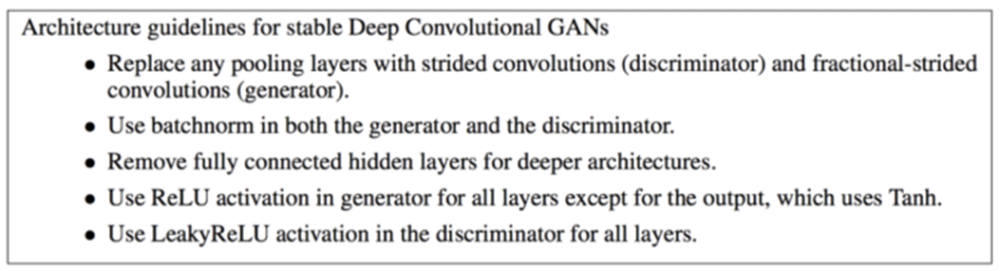 Architecture guidelines for stable Deep Convolutional GANs
• Replace any pooling layers with strided convolutions (discriminator) and fractional-strided
convolutions (generator).
• Use batchnorm in both the generator and the discriminator.
• Remove fully connected hidden layers for deeper architectures.
• Use ReLU activation in generator for all layers except for the output, which uses Tanh.
• Use LeakyReLU activation in the discriminator for all layers.